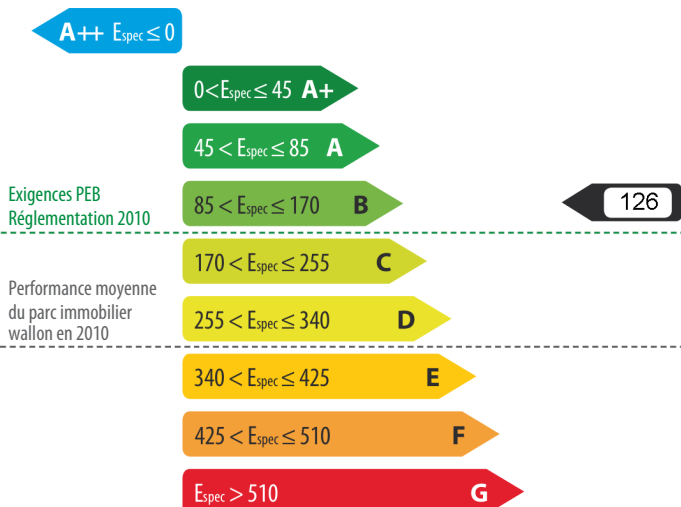 A++ Espec ≤ 0
0<Espec ≤ 45 A+
45 < Espec ≤ 85 A
Exigences PEB
Réglementation 2010
85 < Espec ≤ 170 B
126
170 < Espec ≤ 255 C
Performance moyenne
du parc immobilier
wallon en 2010
255 < Espec ≤ 340 D
340 < Espec ≤ 425 E
425 < Espec ≤ 510 F
Espec > 510 G